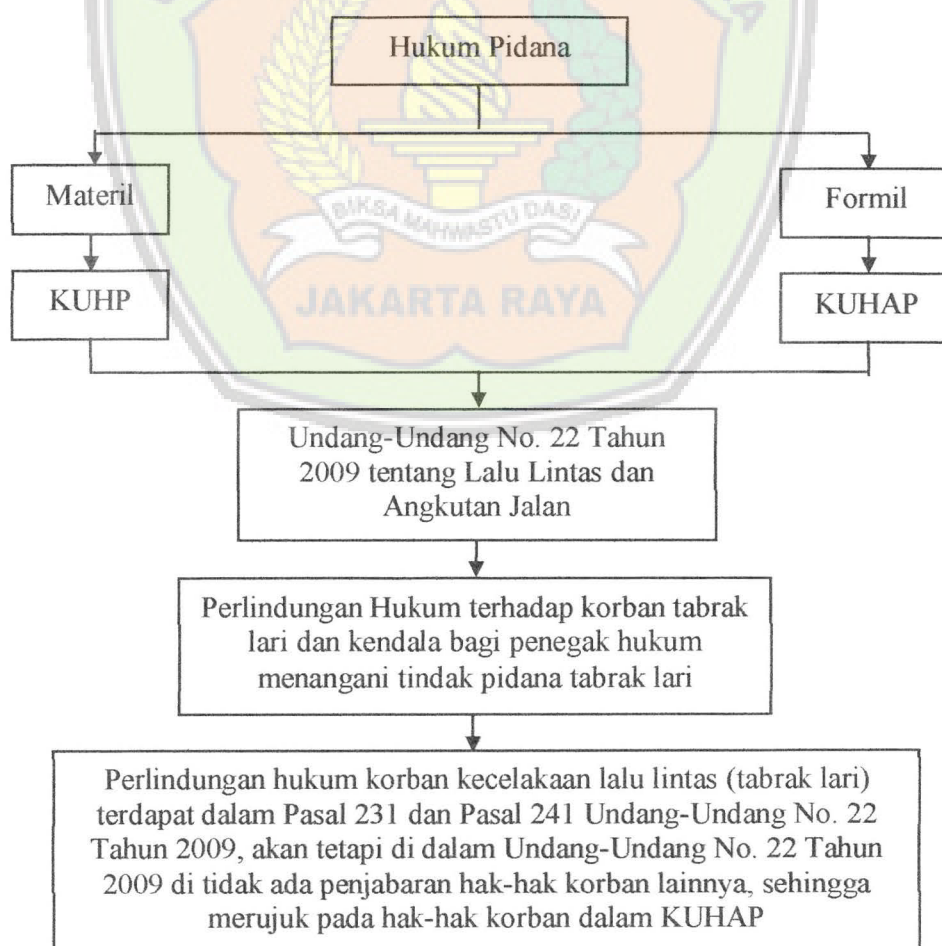 Hukum Pidana
Materil
Formil
BIKSA MAHWASTU DASI
KUHP
JAKARTA RAYA
KUHAP
Undang-Undang No. 22 Tahun
2009 tentang Lalu Lintas dan
Angkutan Jalan
Perlindungan Hukum terhadap korban tabrak
lari dan kendala bagi penegak hukum
menangani tindak pidana tabrak lari
Perlindungan hukum korban kecelakaan lalu lintas (tabrak lari)
terdapat dalam Pasal 231 dan Pasal 241 Undang-Undang No. 22
Tahun 2009, akan tetapi di dalam Undang-Undang No. 22 Tahun
2009 di tidak ada penjabaran hak-hak korban lainnya, sehingga
merujuk pada hak-hak korban dalam KUHAP